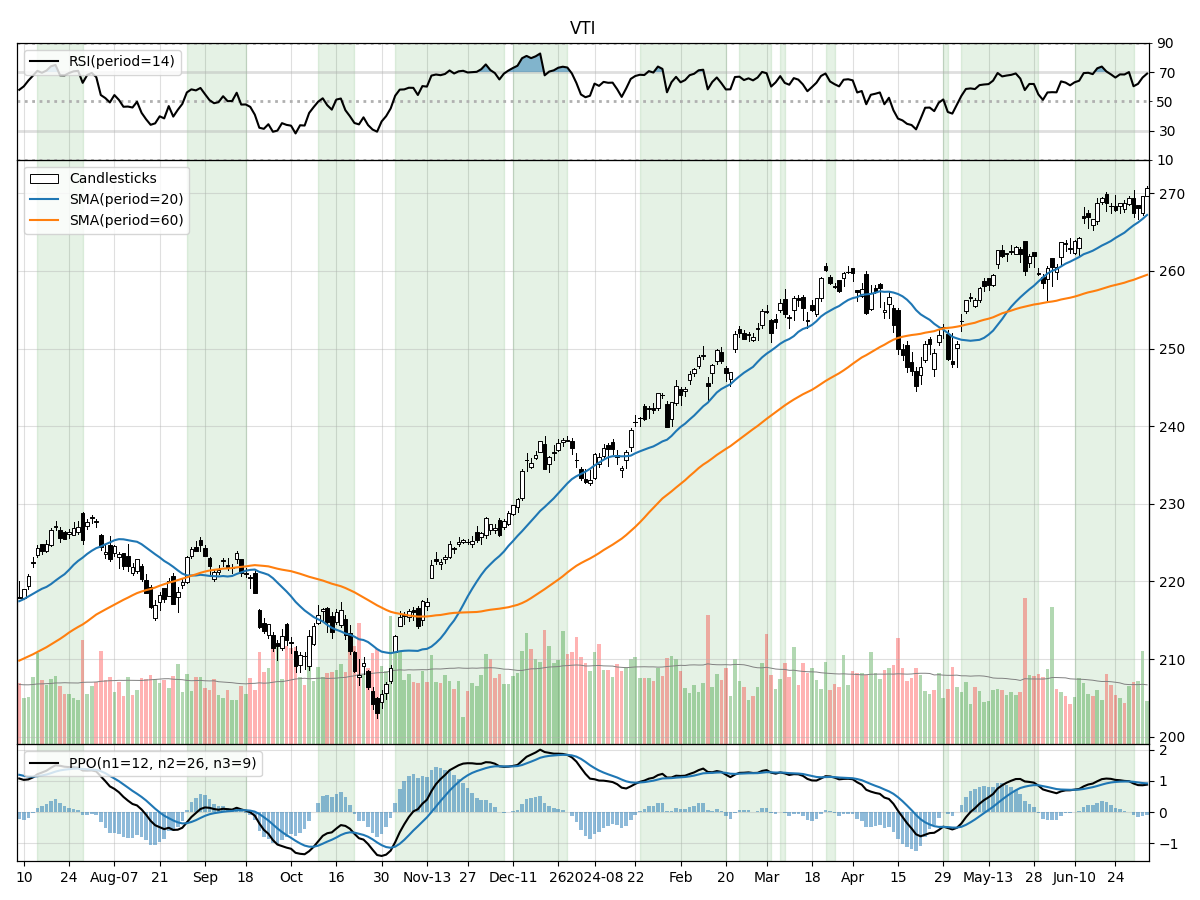 VTI
RSI(period=14)
90
70
50
30
10
Candlesticks
SMA(period=20)
SMA(period=60)
270
260
250
240
230
220
210
200
PPO(n1=12, n2=26, n3=9)
2
1
0
−1
10 24 Aug-07 21 Sep 18 Oct 16 30 Nov-13 27 Dec-11 26 2024-08 22 Feb 20 Mar 18 Apr 15 29 May-13 28 Jun-10 24